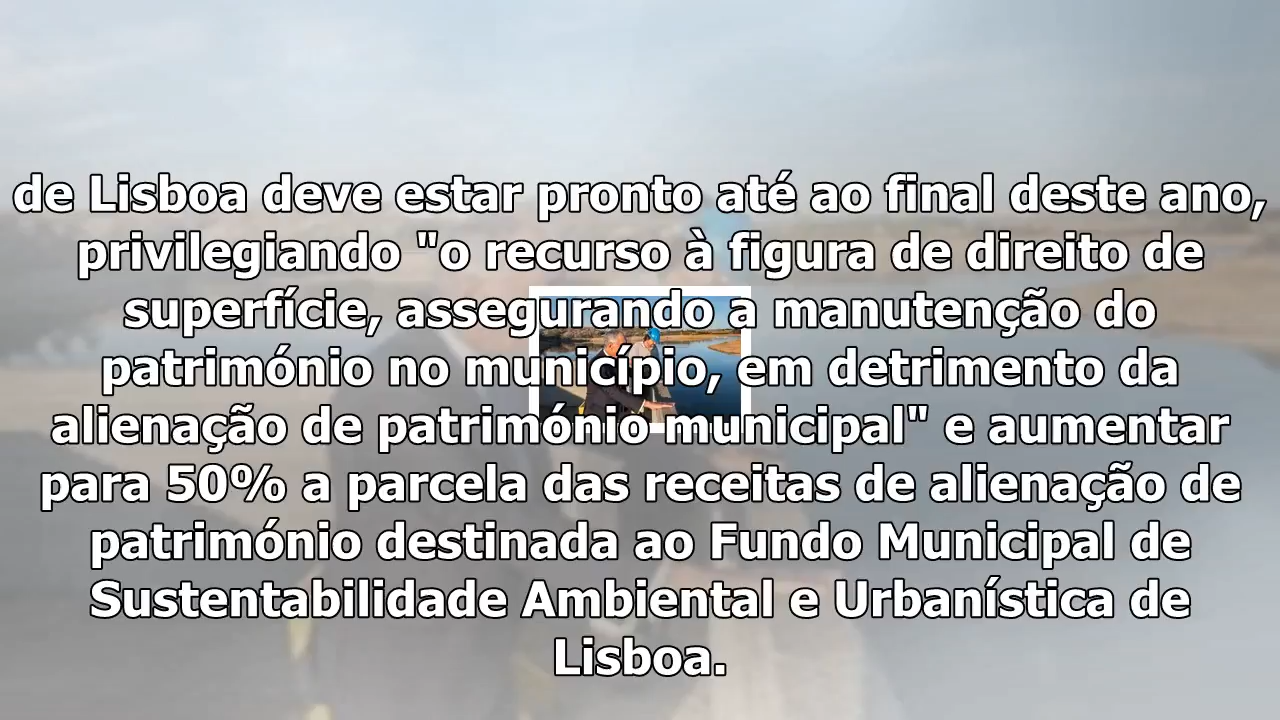 de Lisboa deve estar pronto até ao final deste ano,
privilegiando "o recurso à figura de direito de
superfície, assegurando a manutenção do
património no município, em detrimento da
alienação de património municipal" e aumentar
para 50% a parcela das receitas de alienação de
património destinada ao Fundo Municipal de
Sustentabilidade Ambiental e Urbanística de
Lisboa.